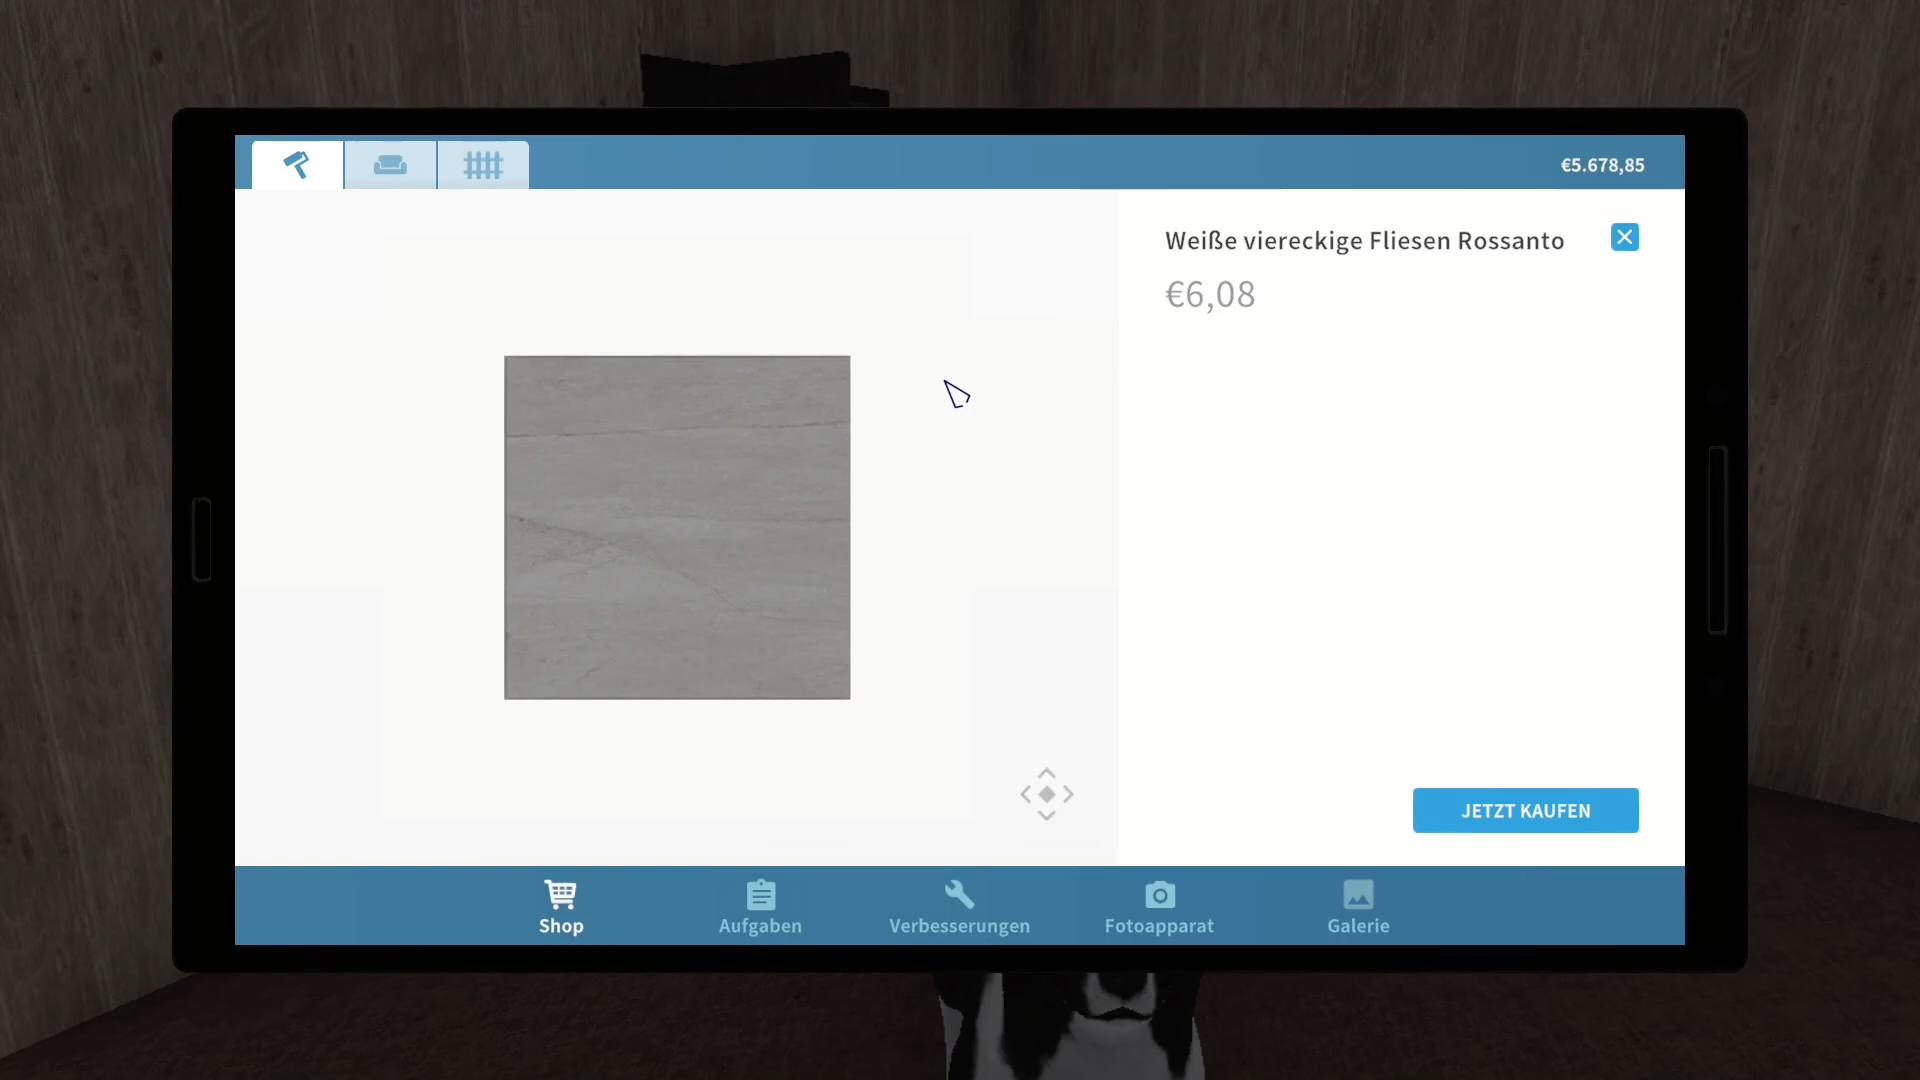 €5.678,85
Weiße viereckige Fliesen Rossanto
€6,08
JETZT KAUFEN
Shop
Aufgaben
Verbesserungen
Fotoapparat
Galerie